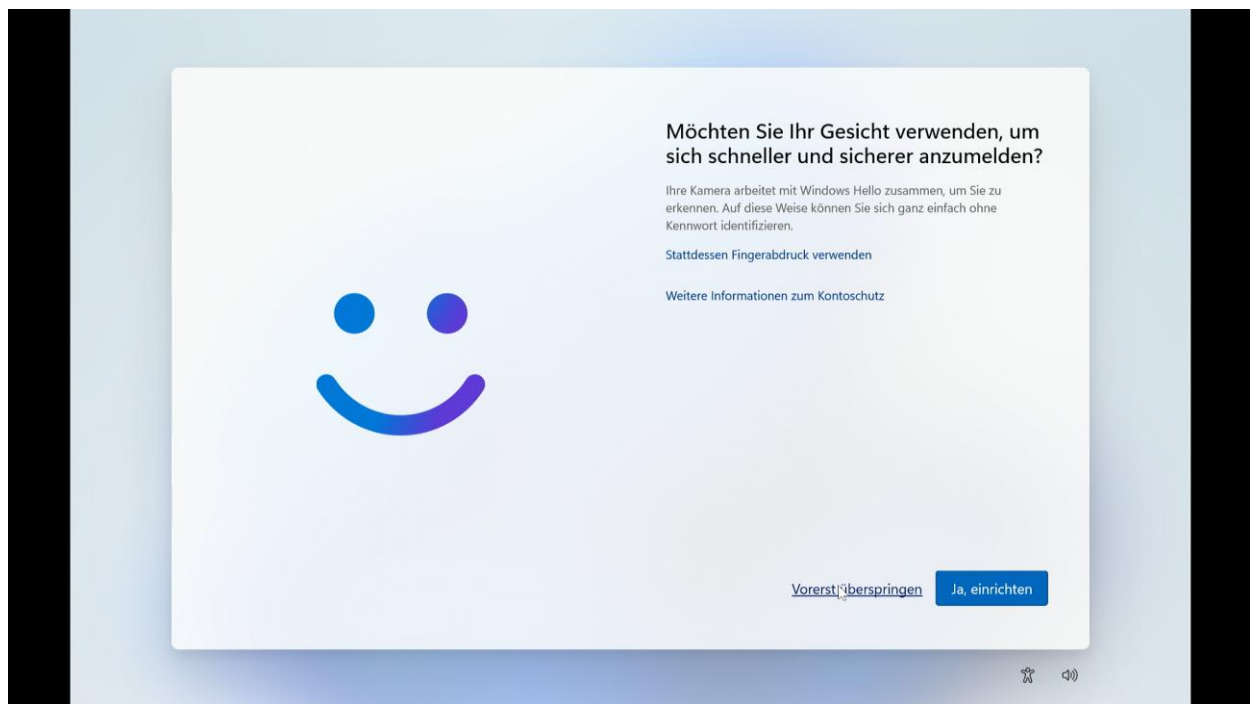 Möchten Sie Ihr Gesicht verwenden, um
sich schneller und sicherer anzumelden?
Ihre Kamera arbeitet mit Windows Hello zusammen, um Sie zu
erkennen. Auf diese Weise können Sie sich ganz einfach ohne
Kennwort identifizieren.
Stattdessen Fingerabdruck verwenden
Weitere Informationen zum Kontoschutz
Vorerst überspringen
Ja, einrichten